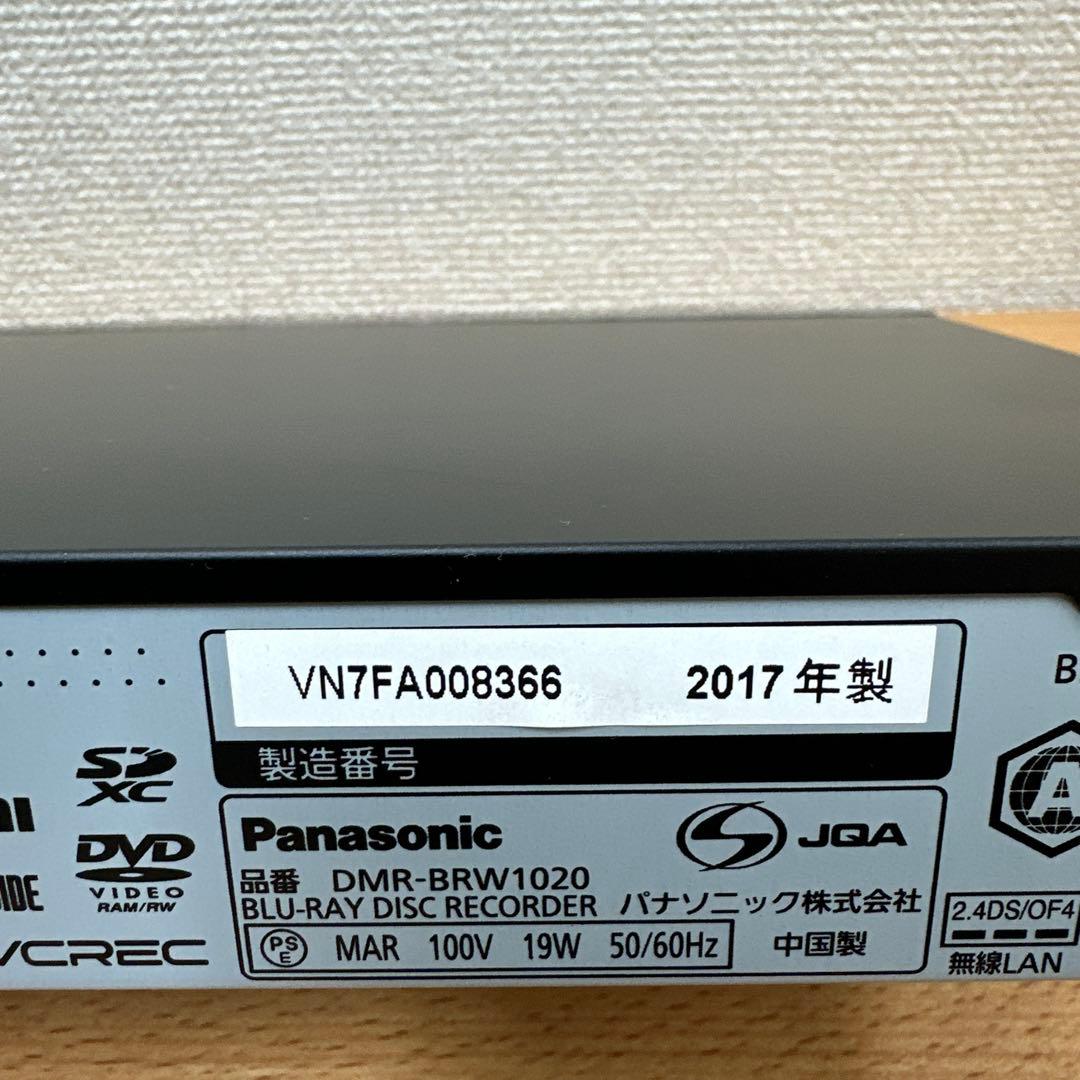 VN7FA008366 2017年製
製造番号
SD
XC
DVD
VIDEO
RAM/RW
VCREC
Panasonic
JQA
品番 DMR-BRW1020
BLU-RAY DISC RECORDER パナソニック株式会社
PS
E
MAR 100V 19W 50/60Hz 中国製
B
A
2.4DS/OF4
無線LAN